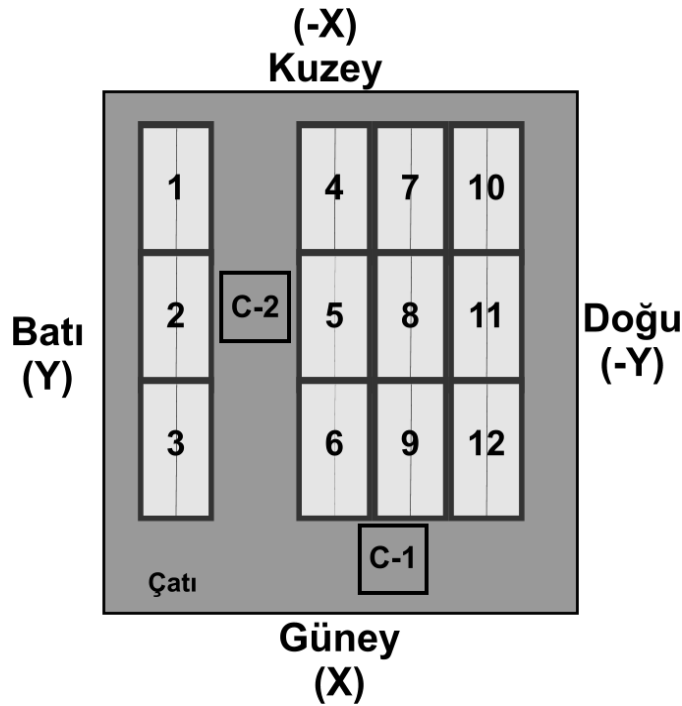 (-X)
Kuzey
1 4 7 10
Batı
(Y)
2 C-2 5 8 11
Doğu
(-Y)
3 6 9 12
C-1
Çatı
Güney
(X)